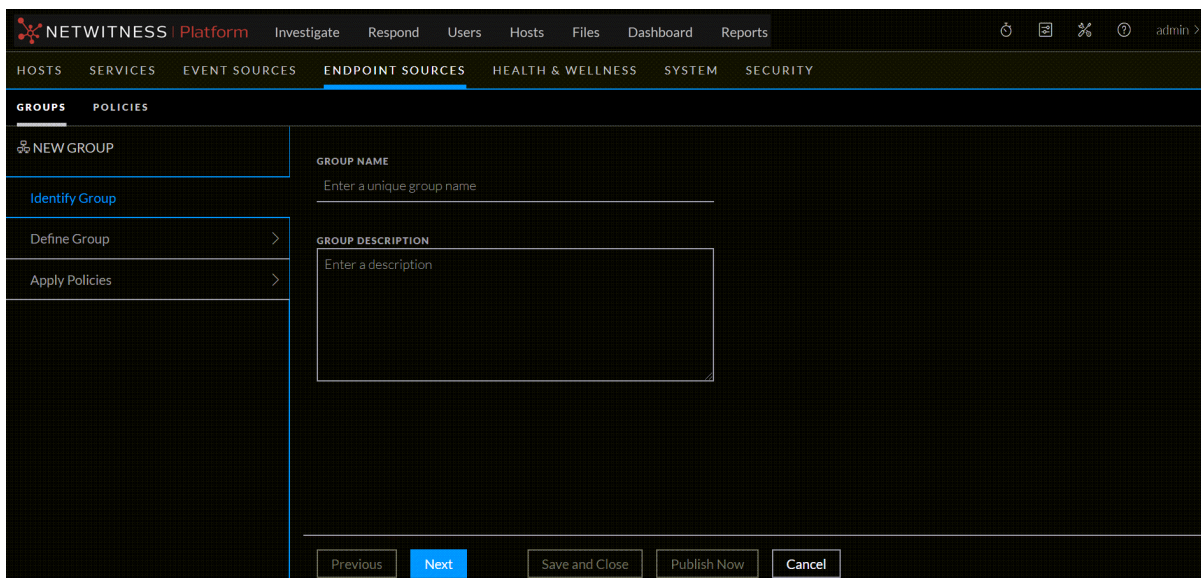 NETWITNESS | Platform Investigate Respond Users Hosts Files Dashboard Reports admin >
HOSTS SERVICES EVENT SOURCES ENDPOINT SOURCES HEALTH & WELLNESS SYSTEM SECURITY
GROUPS POLICIES
NEW GROUP
Identify Group
Define Group >
Apply Policies >
GROUP NAME
Enter a unique group name
GROUP DESCRIPTION
Enter a description
Previous Next Save and Close Publish Now Cancel